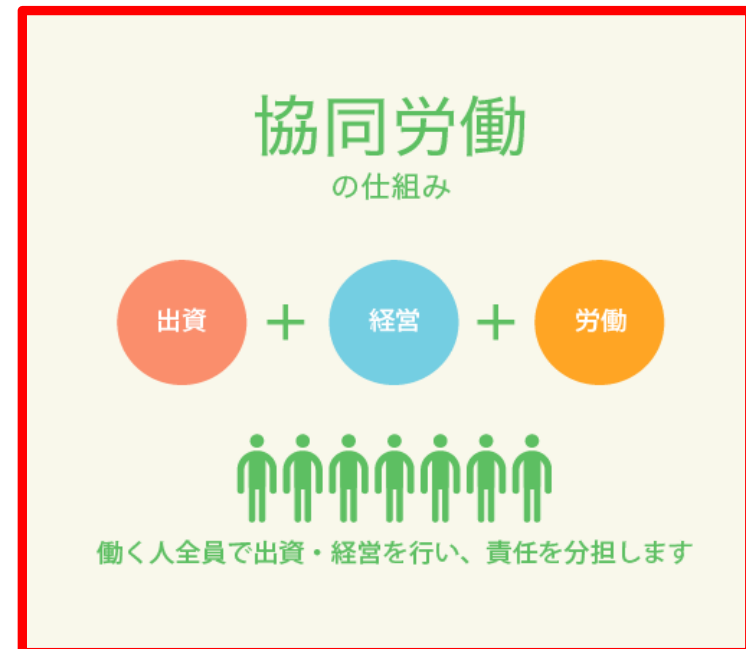 協同労働
の仕組み
出資 + 経営 + 労働
働く人全員で出資・経営を行い、責任を分担します